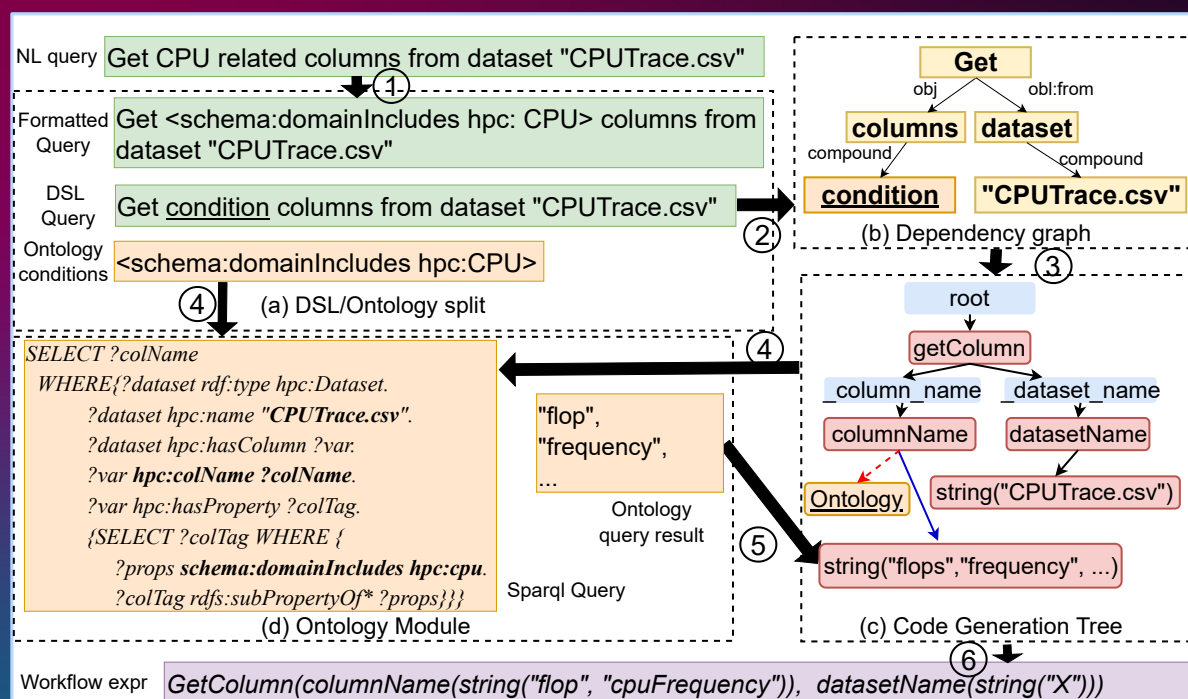 NL query
Get CPU related columns from dataset "CPUTrace.csv"
①
Formatted
Query
Get <schema:domainIncludes hpc: CPU> columns from
dataset "CPUTrace.csv"
DSL
Query
Get condition columns from dataset "CPUTrace.csv"
②
Ontology
conditions
<schema:domainIncludes hpc:CPU>
④
(a) DSL/Ontology split
Get
obj
obl:from
columns
dataset
compound
compound
condition
"CPUTrace.csv"
(b) Dependency graph
③
root
getColumn
_column_name
_dataset_name
columnName
datasetName
Ontology
string("CPUTrace.csv")
string("flops","frequency", ...)
(c) Code Generation Tree
④
SELECT ?colName
WHERE{?dataset rdf:type hpc:Dataset.
?dataset hpc:name "CPUTrace.csv".
?dataset hpc:hasColumn ?var.
?var hpc:colName ?colName.
?var hpc:hasProperty ?colTag.
{SELECT ?colTag WHERE {
?props schema:domainIncludes hpc:cpu.
?colTag rdfs:subPropertyOf* ?props}}}
Sparql Query
"flop",
"frequency",
...
Ontology
query result
⑤
(d) Ontology Module
⑥
Workflow expr
GetColumn(columnName(string("flop", "cpuFrequency")), datasetName(string("X")))